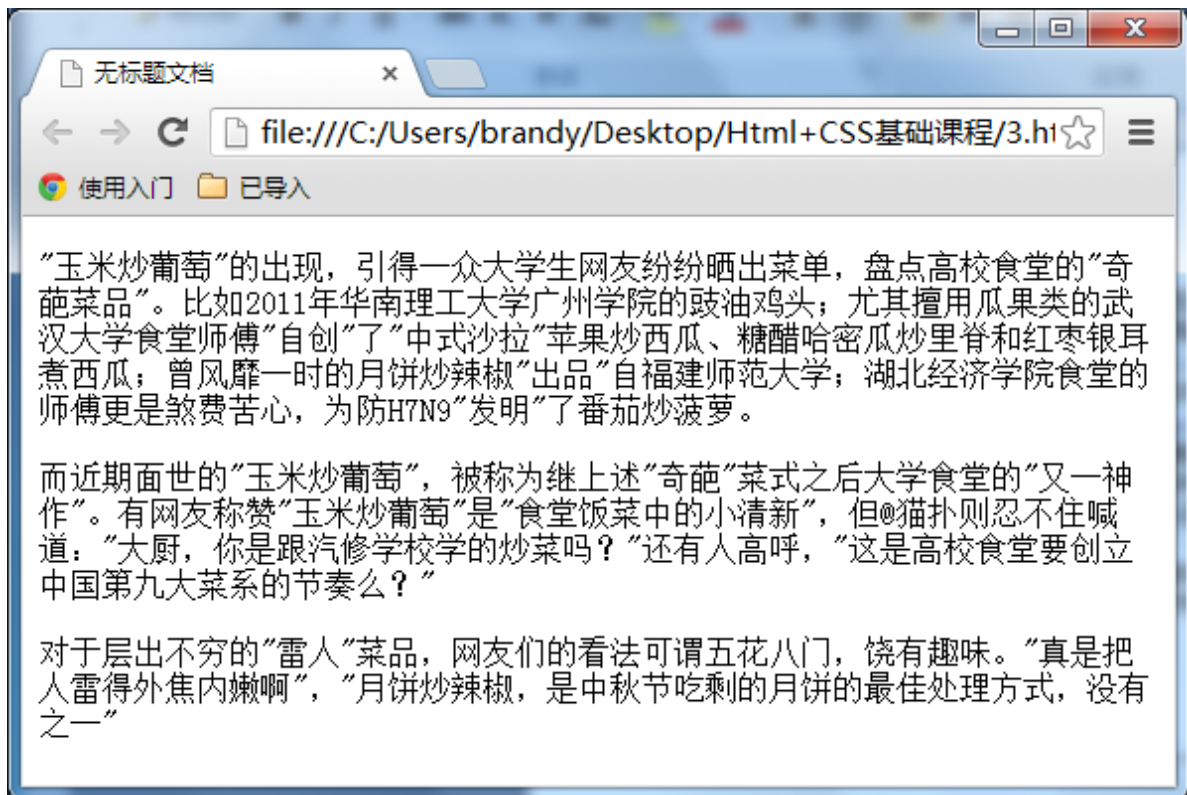 无标题文档
file:///C:/Users/brandy/Desktop/Html+CSS基础课程/3.ht
使用入门 已导入
"玉米炒葡萄"的出现，引得一众大学生网友纷纷晒出菜单，盘点高校食堂的"奇
葩菜品"。比如2011年华南理工大学广州学院的豉油鸡头；尤其擅用瓜果类的武
汉大学食堂师傅"自创"了"中式沙拉"苹果炒西瓜、糖醋哈密瓜炒里脊和红枣银耳
煮西瓜；曾风靡一时的月饼炒辣椒"出品"自福建师范大学；湖北经济学院食堂的
师傅更是煞费苦心，为防H7N9"发明"了番茄炒菠萝。
而近期面世的"玉米炒葡萄"，被称为继上述"奇葩"菜式之后大学食堂的"又一神
作"。有网友称赞"玉米炒葡萄"是"食堂饭菜中的小清新"，但@猫扑则忍不住喊
道："大厨，你是跟汽修学校学的炒菜吗？"还有人高呼，"这是高校食堂要创立
中国第九大菜系的节奏么？"
对于层出不穷的"雷人"菜品，网友们的看法可谓五花八门，饶有趣味。"真是把
人雷得外焦内嫩啊"，"月饼炒辣椒，是中秋节吃剩的月饼的最佳处理方式，没有
之一"